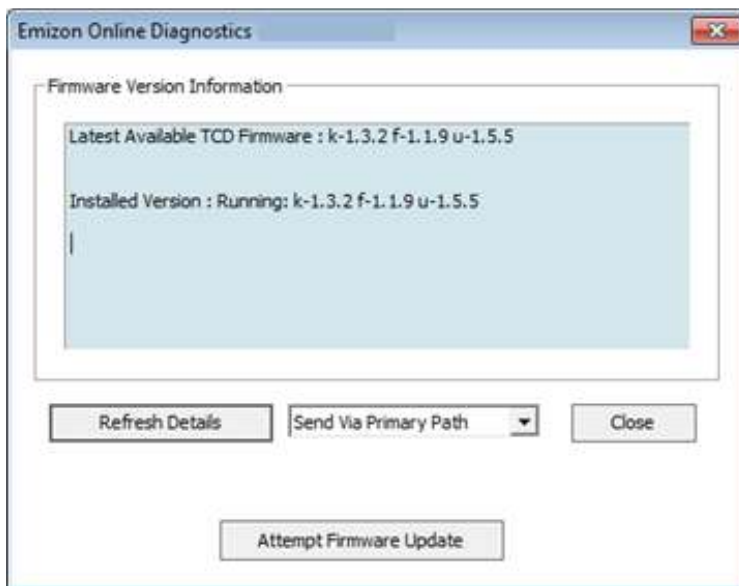 Emizon Online Diagnostics
Firmware Version Information
Latest Available TCD Firmware : k-1.3.2 f-1.1.9 u-1.5.5
Installed Version : Running: k-1.3.2 f-1.1.9 u-1.5.5
Refresh Details
Send Via Primary Path
Close
Attempt Firmware Update